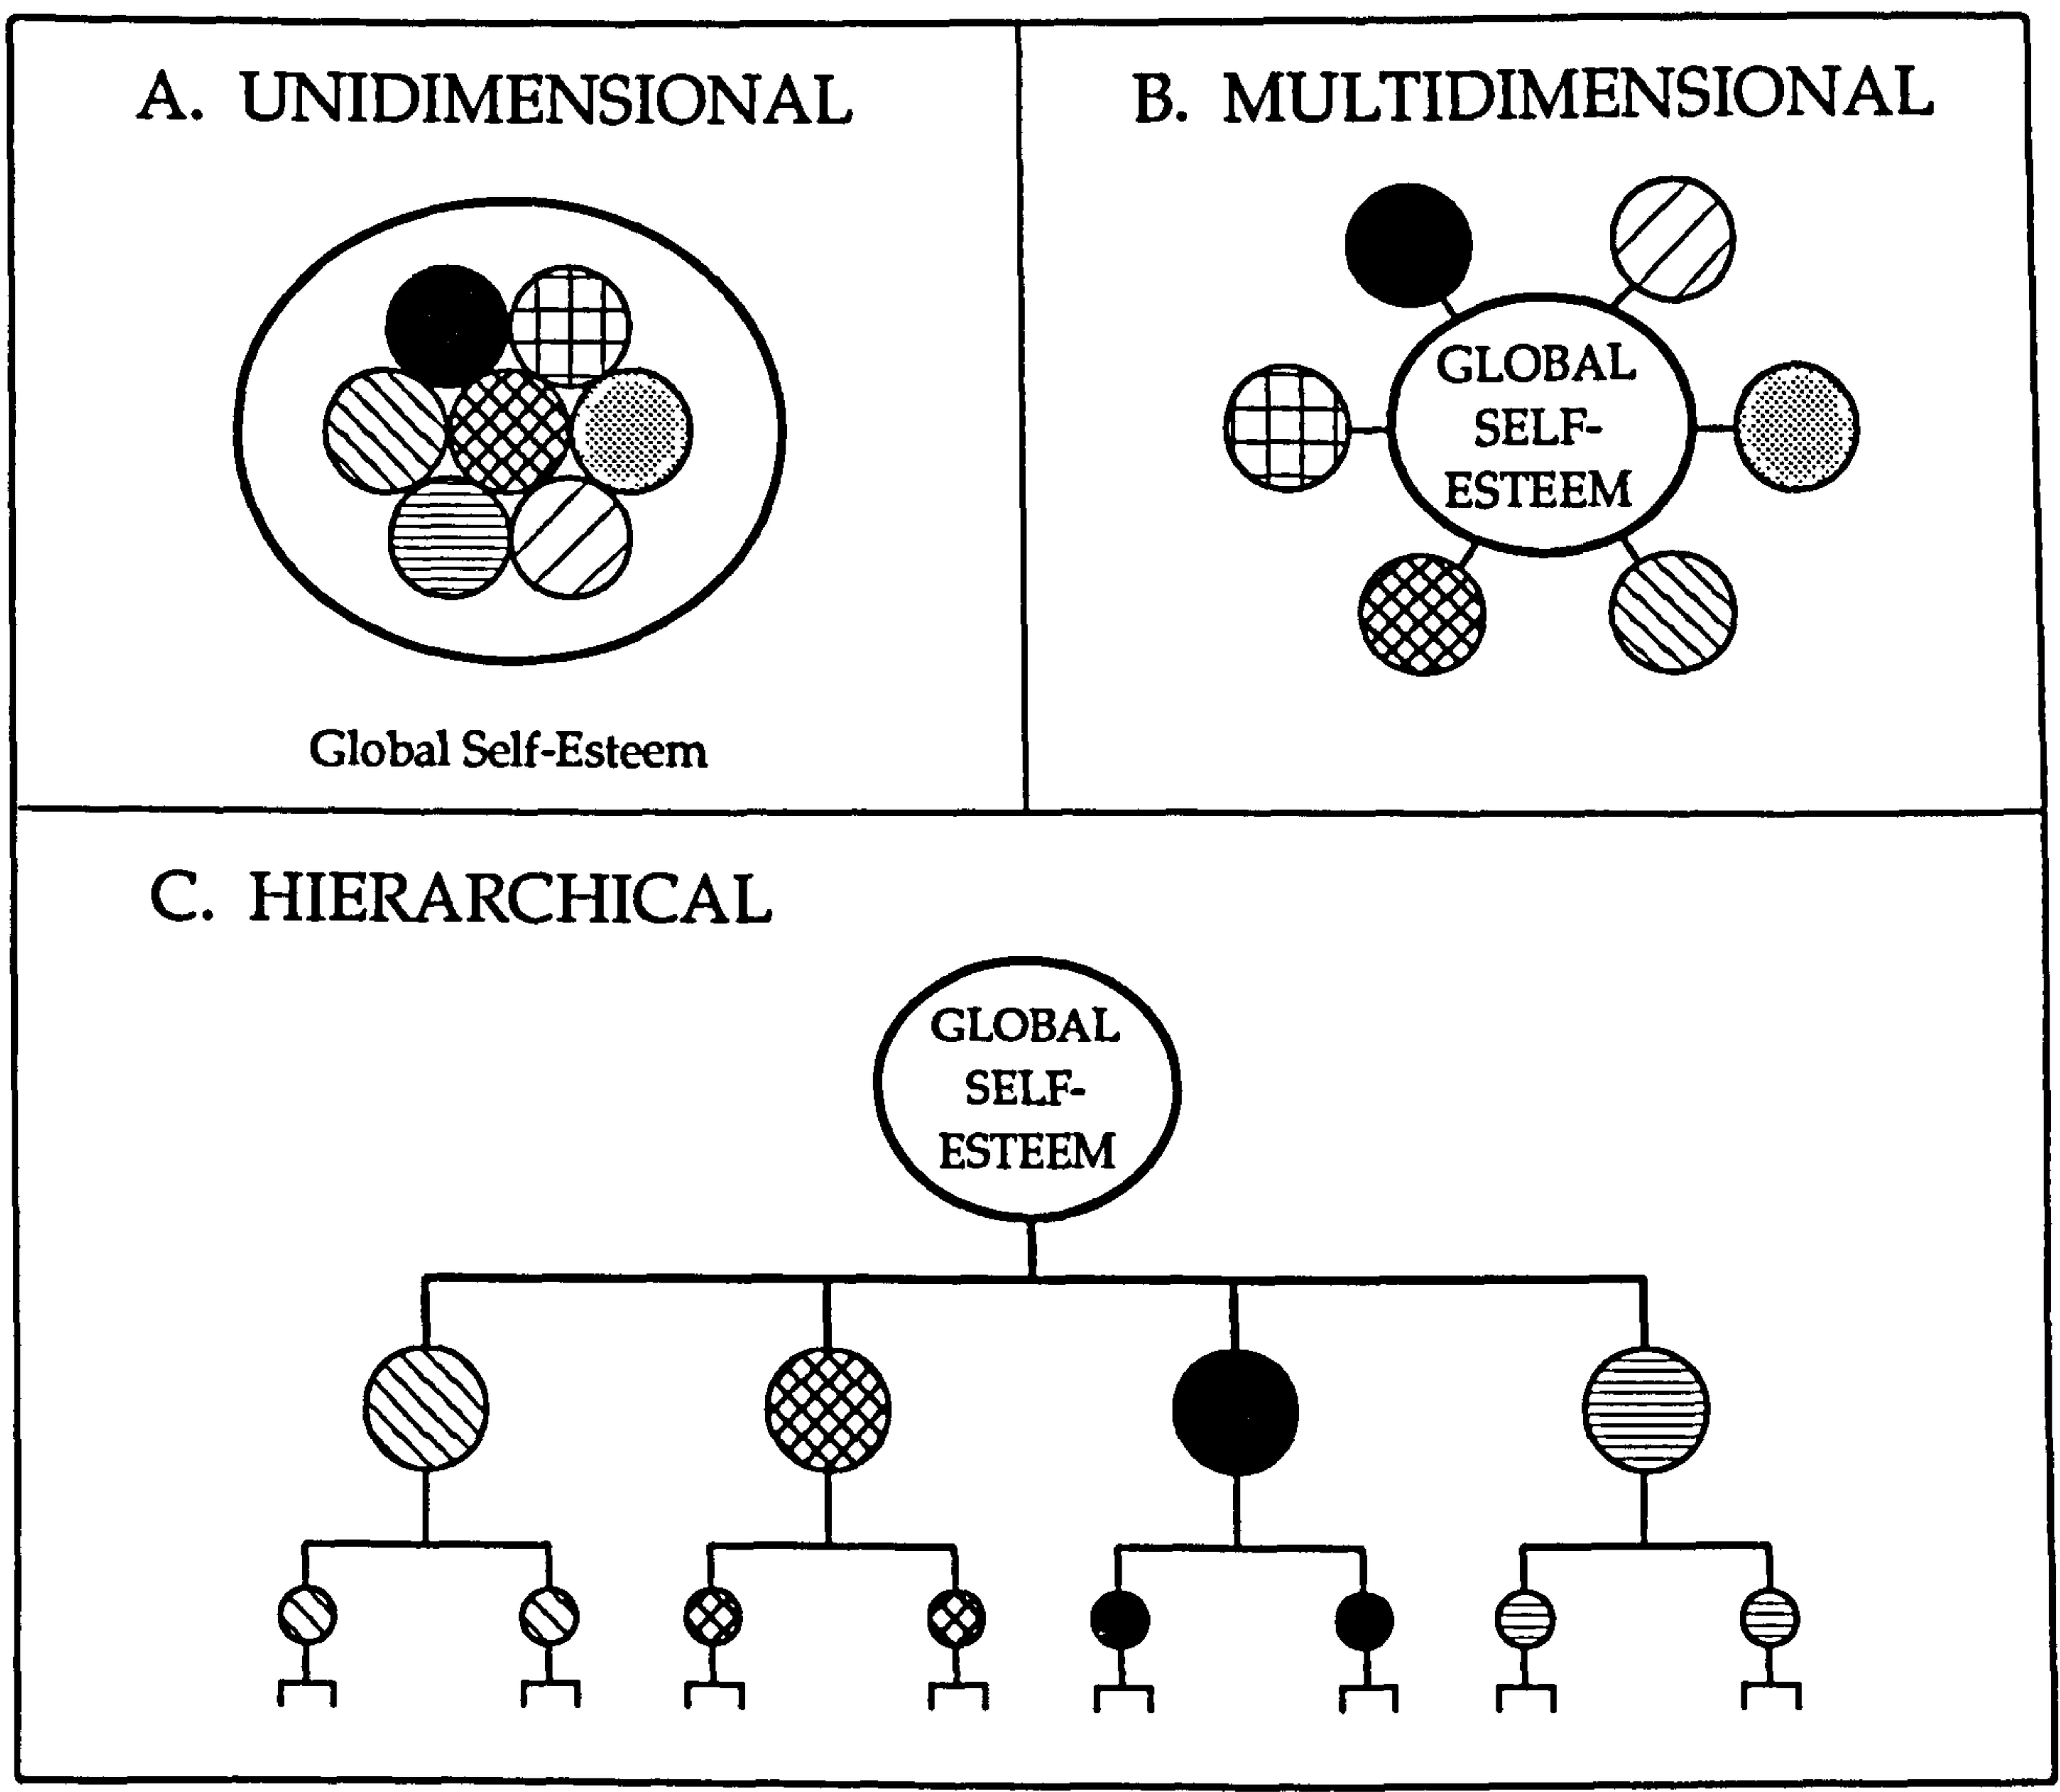 A. UNIDIMENSIONAL
Global Self-Esteem
B. MULTIDIMENSIONAL
GLOBAL
SELF-
ESTEEM
C. HIERARCHICAL
GLOBAL
SELF-
ESTEEM